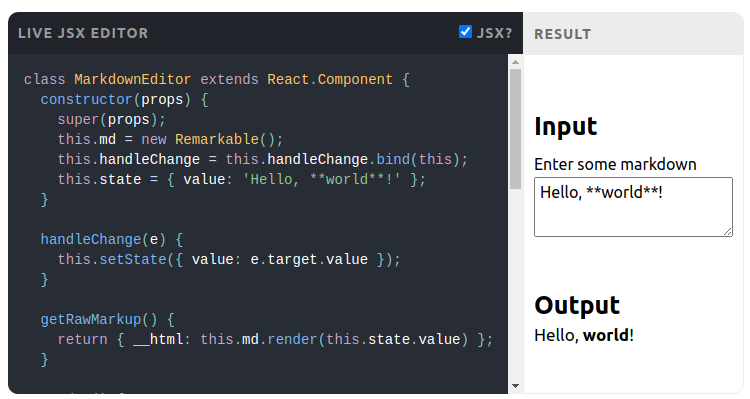 LIVE JSX EDITOR
JSX?
class MarkdownEditor extends React.Component {
  constructor(props) {
    super(props);
    this.md = new Remarkable();
    this.handleChange = this.handleChange.bind(this);
    this.state = { value: 'Hello, **world**!' };
  }

  handleChange(e) {
    this.setState({ value: e.target.value });
  }

  getRawMarkup() {
    return { __html: this.md.render(this.state.value) };
  }
RESULT
Input
Enter some markdown
Hello, **world**!
Output
Hello, world!